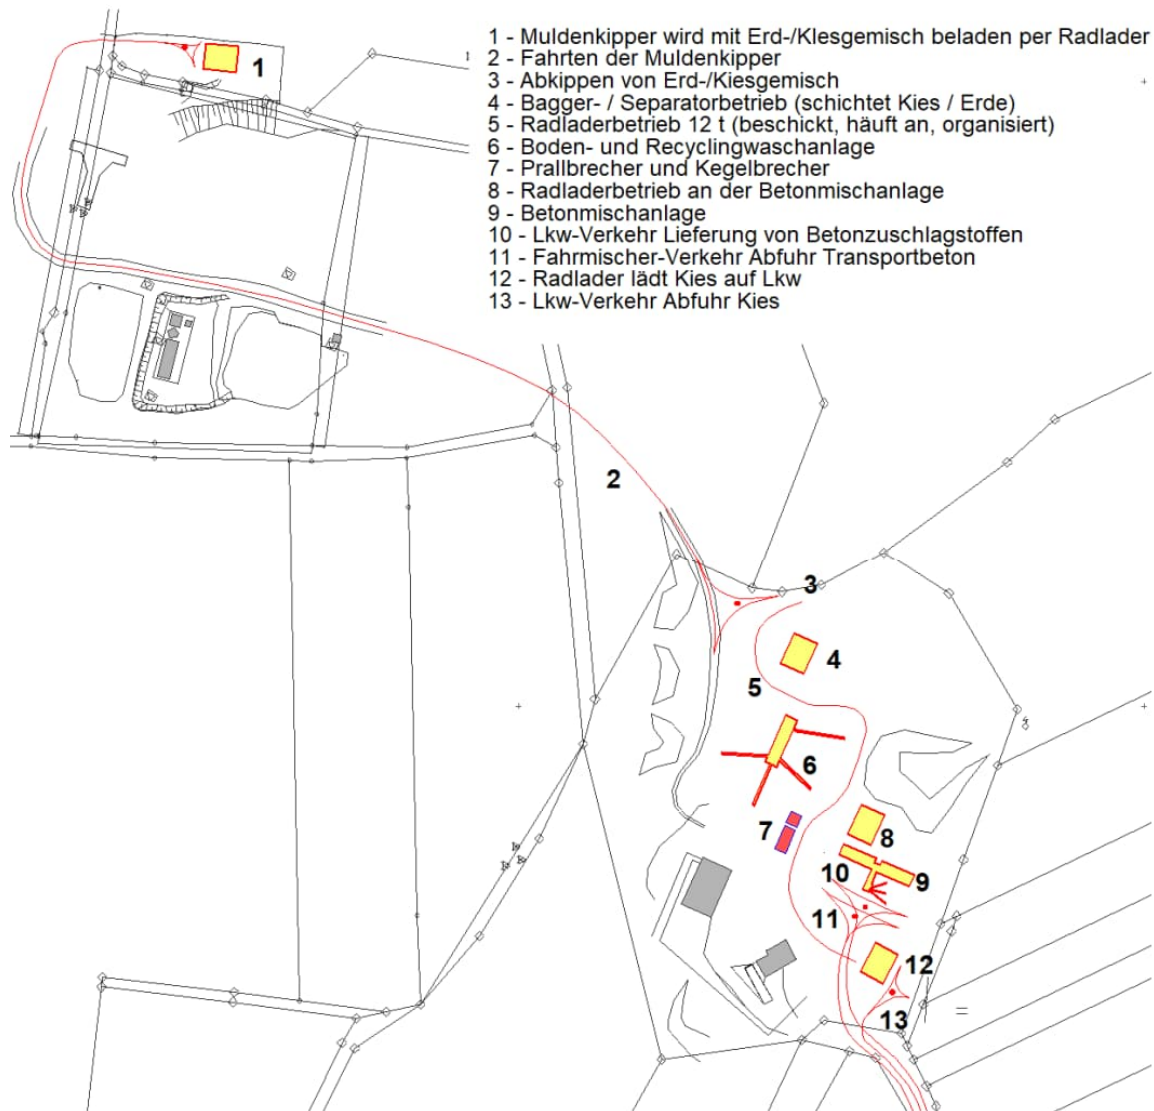 1 - Muldenkipper wird mit Erd-/Klesgemisch beladen per Radlader
2 - Fahrten der Muldenkipper
3 - Abkippen von Erd-/Kiesgemisch
4 - Bagger- / Separatorbetrieb (schichtet Kies / Erde)
5 - Radladerbetrieb 12 t (beschickt, häuft an, organisiert)
6 - Boden- und Recyclingwaschanlage
7 - Prallbrecher und Kegelbrecher
8 - Radladerbetrieb an der Betonmischanlage
9 - Betonmischanlage
10 - Lkw-Verkehr Lieferung von Betonzuschlagstoffen
11 - Fahrmischer-Verkehr Abfuhr Transportbeton
12 - Radlader lädt Kies auf Lkw
13 - Lkw-Verkehr Abfuhr Kies
1
2
3
4
5
6
7
8
10
9
11
12
13